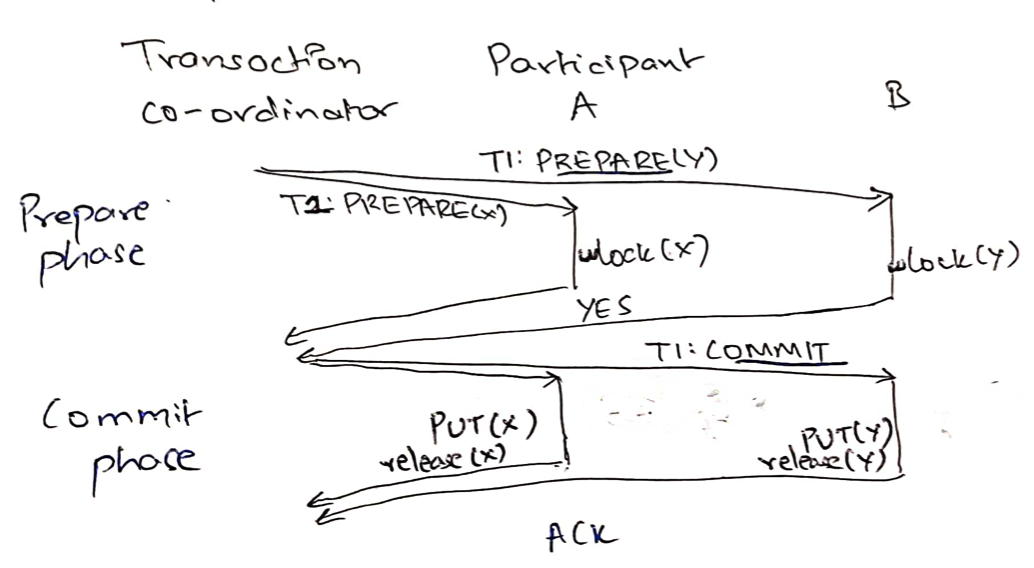 Transaction
co-ordinator
Participant
A
B
T1: PREPARE(Y)
T1: PREPARE(X)
Prepare
phase
wlock(X)
wlock(Y)
YES
T1: COMMIT
Commit
phase
PUT(X)
release(X)
PUT(Y)
release(Y)
ACK